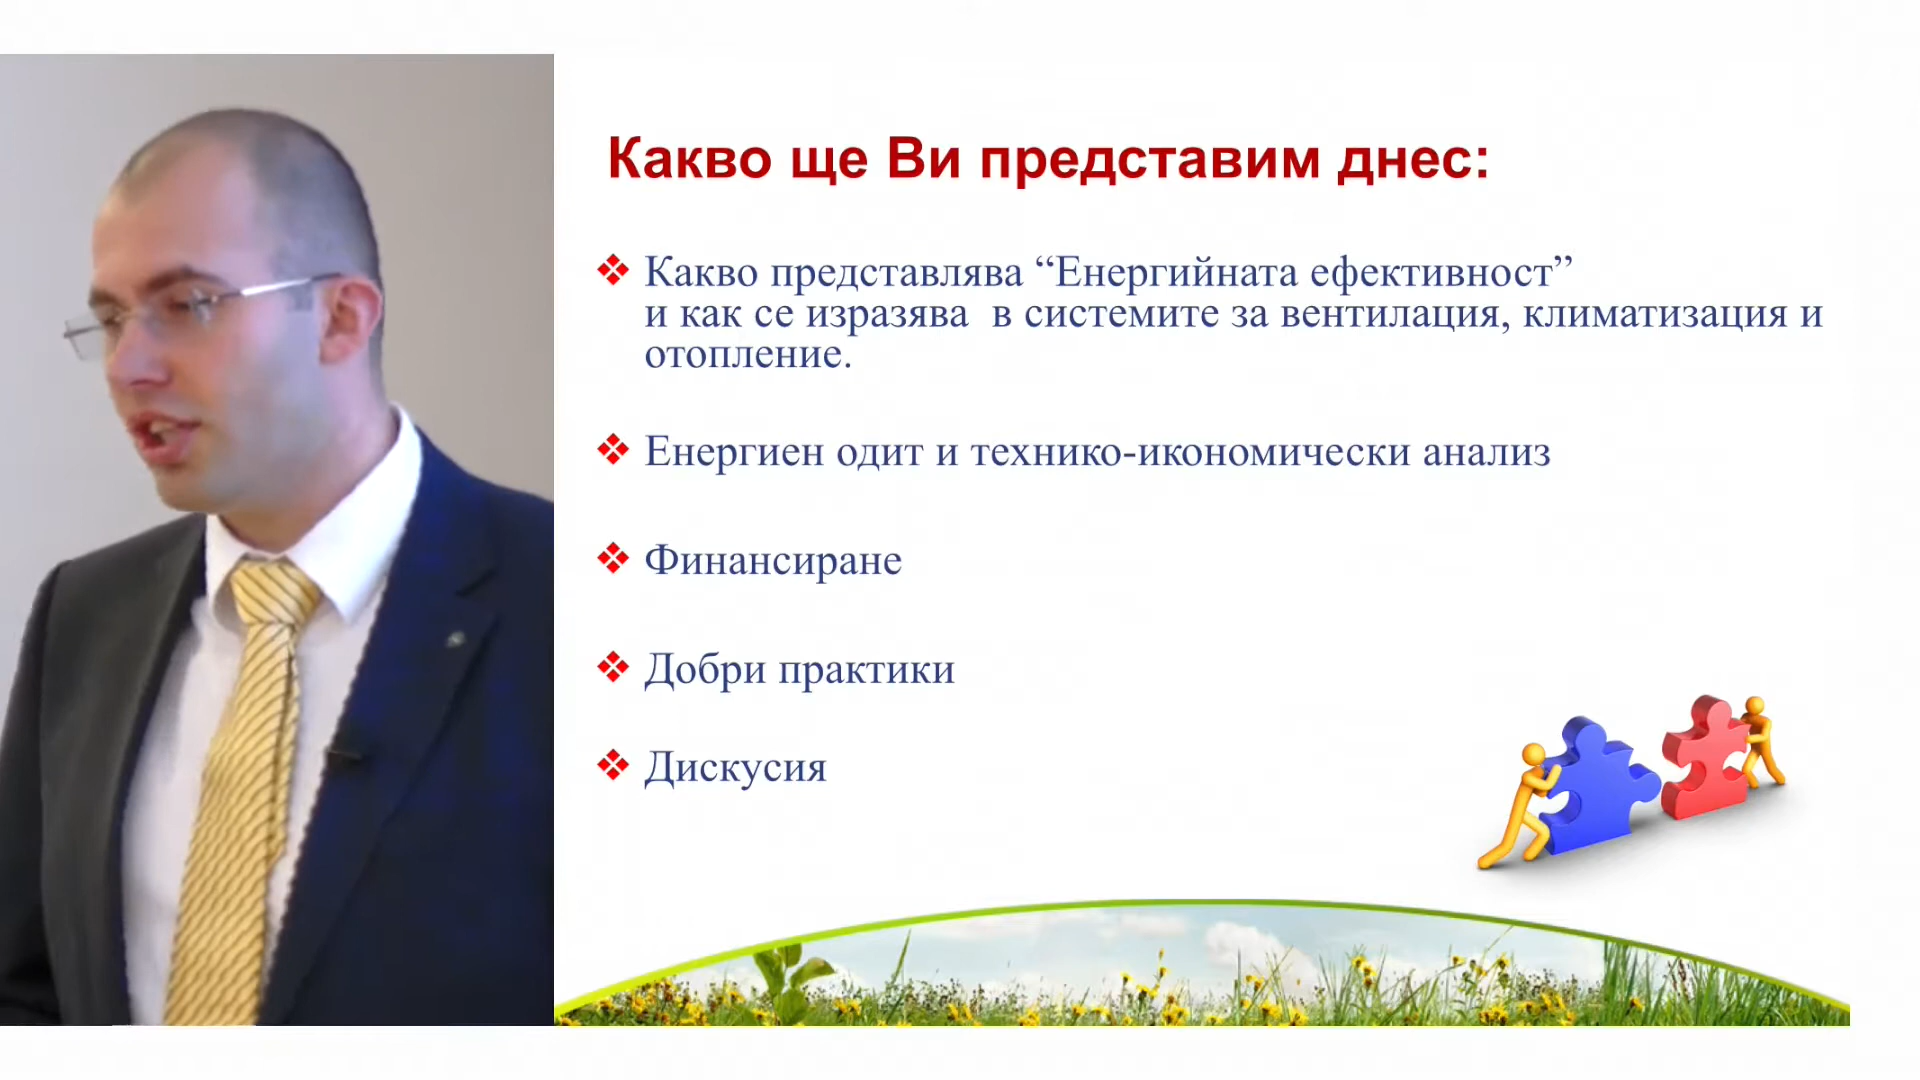 Какво ще Ви представим днес:
Какво представлява “Енергийната ефективност”
и как се изразява в системите за вентилация, климатизация и
отопление.
Енергиен одит и технико-икономически анализ
Финансиране
Добри практики
Дискусия